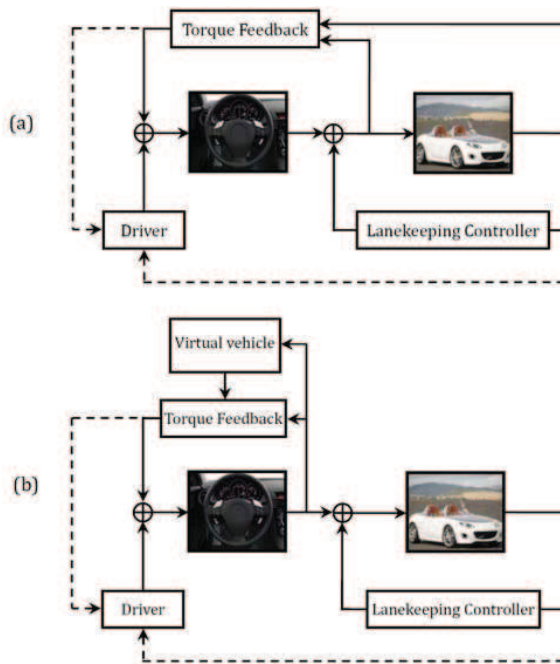 Torque Feedback
(a)
Driver
Lanekeeping Controller
Virtual vehicle
Torque Feedback
(b)
Driver
Lanekeeping Controller